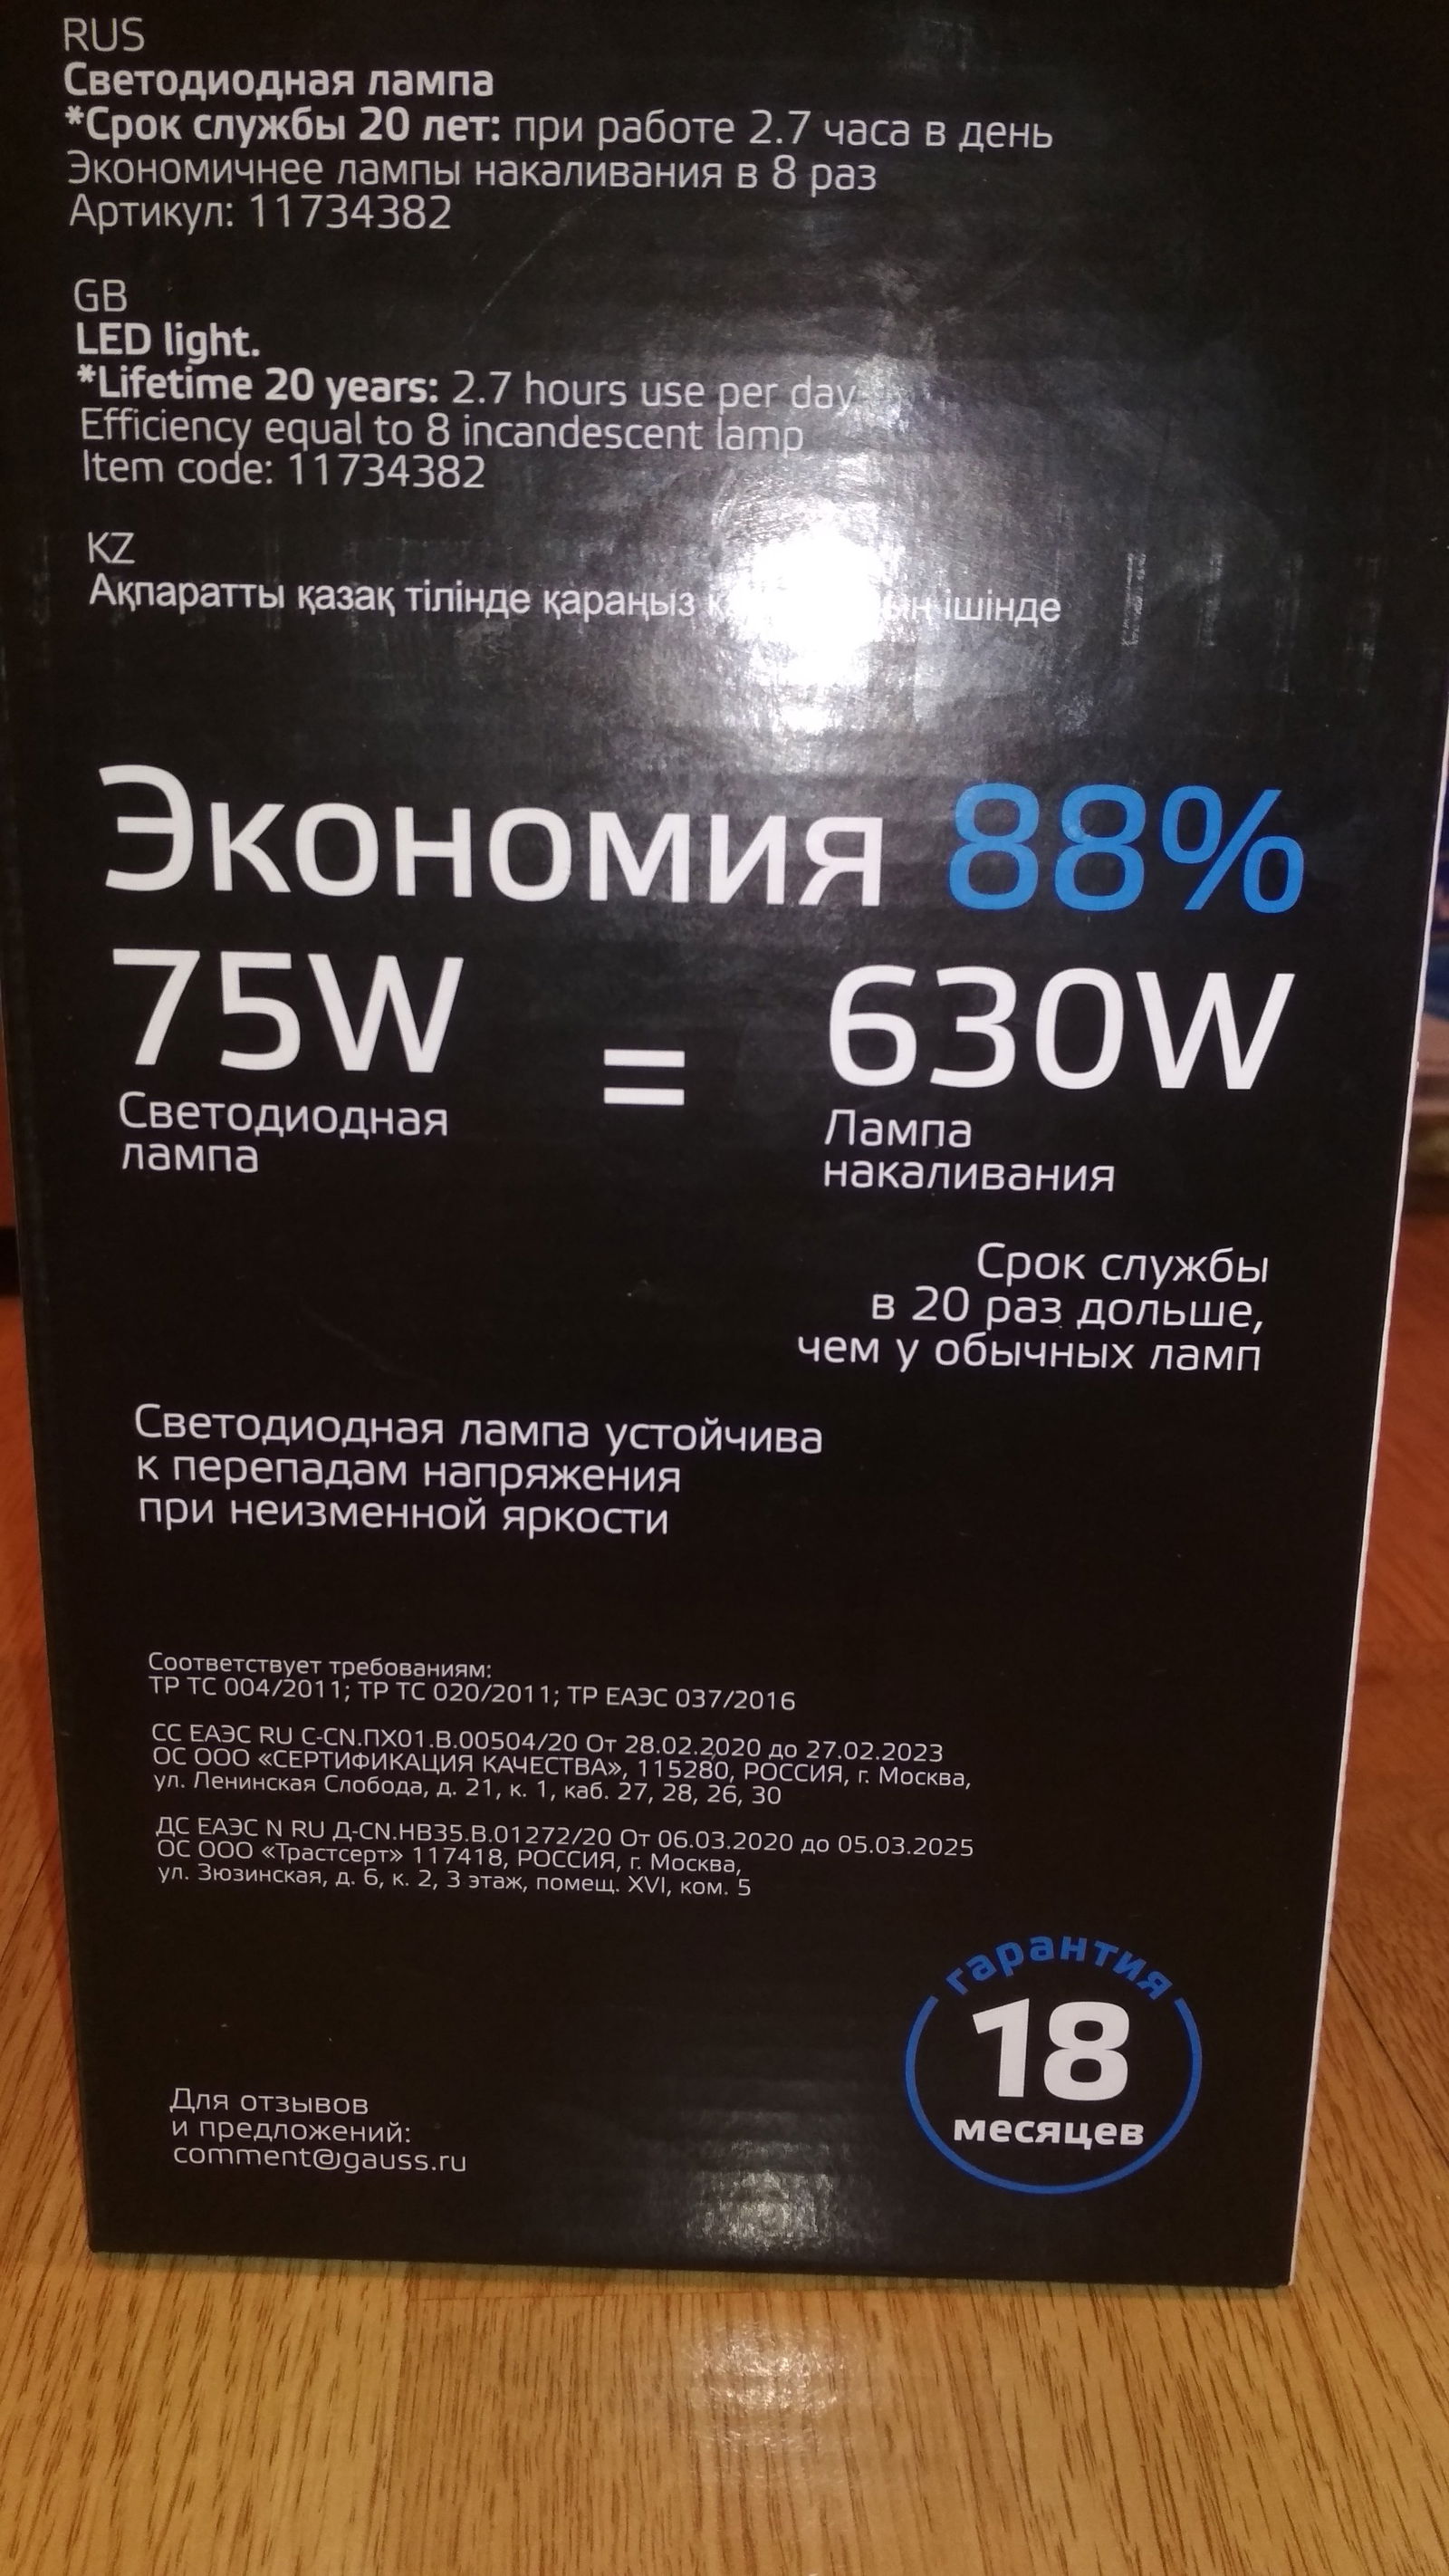 RUS
Светодиодная лампа
*Срок службы 20 лет: при работе 2.7 часа в день
Экономичнее лампы накаливания в 8 раз
Артикул: 11734382
GB
LED light.
*Lifetime 20 years: 2.7 hours use per day
Efficiency equal to 8 incandescent lamp
Item code: 11734382
KZ
Ақпаратты қазақ тілінде қараңыз ішінде
Экономия 88%
75W = 630W
Светодиодная
лампа
Лампа
накаливания
Срок службы
в 20 раз дольше,
чем у обычных ламп
Светодиодная лампа устойчива
к перепадам напряжения
при неизменной яркости
Соответствует требованиям:
ТР ТС 004/2011; ТР ТС 020/2011; ТР ЕАЭС 037/2016
СС ЕАЭС RU C-CN.ПХ01.В.00504/20 От 28.02.2020 до 27.02.2023
ОС ООО «СЕРТИФИКАЦИЯ КАЧЕСТВА», 115280, РОССИЯ, г. Москва,
ул. Ленинская Слобода, д. 21, к. 1, каб. 27, 28, 26, 30
ДС ЕАЭС N RU Д-CN.НВ35.В.01272/20 От 06.03.2020 до 05.03.2025
ОС ООО «Трастсерт» 117418, РОССИЯ, г. Москва,
ул. Зюзинская, д. 6, к. 2, 3 этаж, помещ. XVI, ком. 5
гарантия
18
месяцев
Для отзывов
и предложений:
comment@gauss.ru